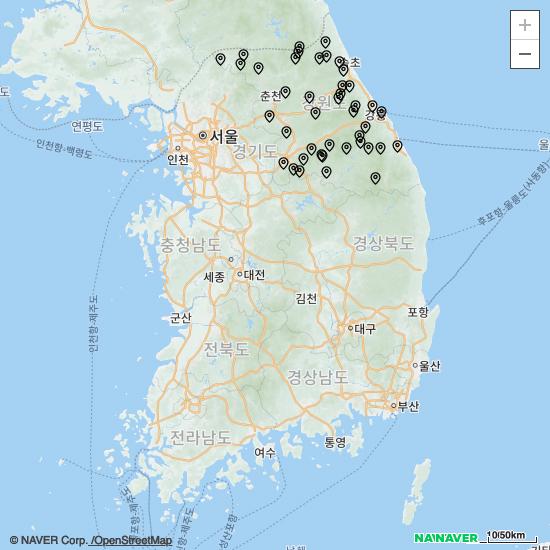 +
−
속초
춘천
강원도
강릉
연평도
서울
인천항-백령도
인천
경기도
울
후포항-울릉도(사동항)
충청남도
경상북도
세종
대전
김천
인천항-제주도
군산
포항
대구
전라북도
울산
경상남도
부산
전라남도
통영
여수
© NAVER Corp. /OpenStreetMap
NAVER
10/50km